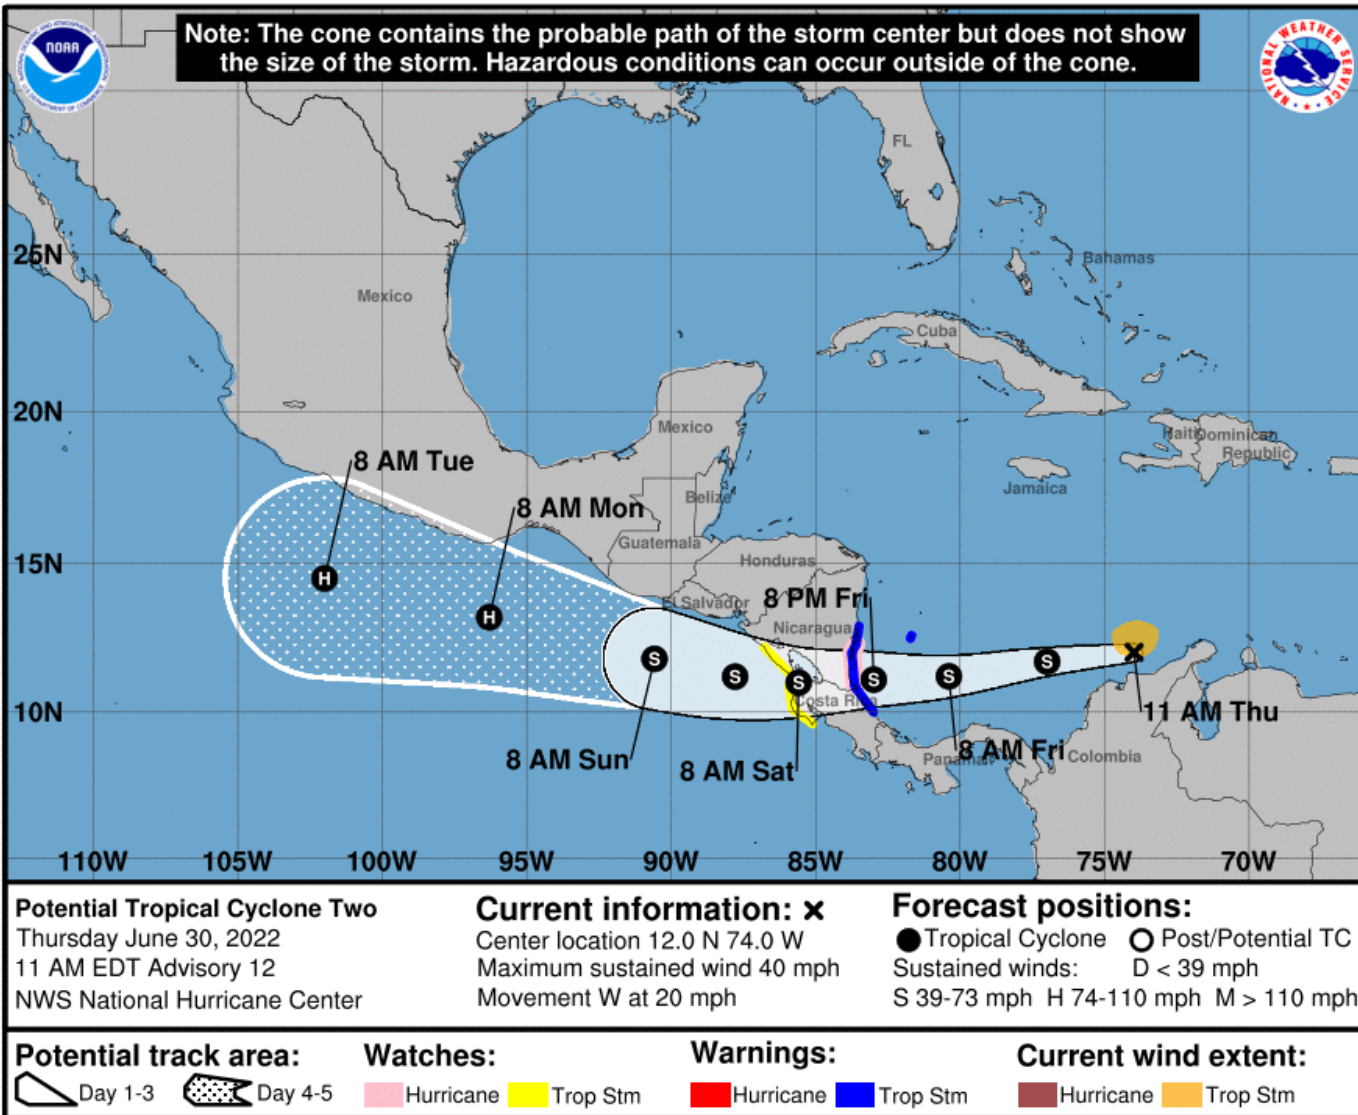 Note: The cone contains the probable path of the storm center but does not show
the size of the storm. Hazardous conditions can occur outside of the cone.
NOAA
NATIONAL WEATHER SERVICE
FL
25N
Bahamas
Mexico
Cuba
20N
Mexico
Haiti
Dominican
Republic
8 AM Tue
Jamaica
Belize
8 AM Mon
Guatemala
15N
Honduras
El Salvador
8 PM Fri
Nicaragua
H
H
S
S
S
S
S
S
10N
Costa Rica
11 AM Thu
8 AM Sun
8 AM Sat
Panama
8 AM Fri
Colombia
110W 105W 100W 95W 90W 85W 80W 75W 70W
Potential Tropical Cyclone Two
Thursday June 30, 2022
11 AM EDT Advisory 12
NWS National Hurricane Center
Current information: x
Center location 12.0 N 74.0 W
Maximum sustained wind 40 mph
Movement W at 20 mph
Forecast positions:
Tropical Cyclone Post/Potential TC
Sustained winds: D < 39 mph
S 39-73 mph H 74-110 mph M > 110 mph
Potential track area:
Day 1-3 Day 4-5
Watches:
Hurricane Trop Stm
Warnings:
Hurricane Trop Stm
Current wind extent:
Hurricane Trop Stm